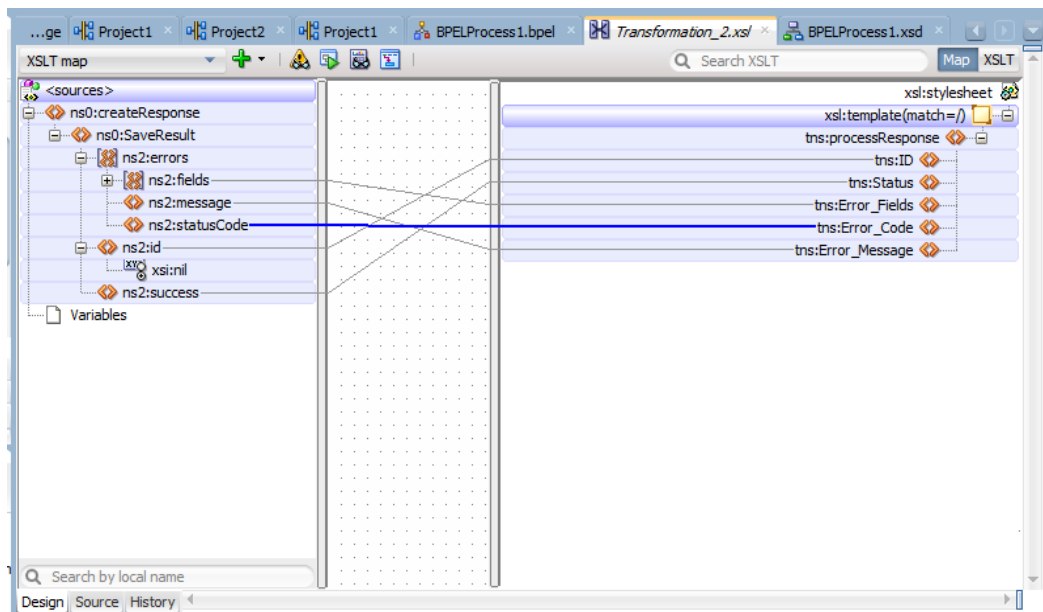 ...ge Project1 Project2 Project1 BPELProcess1.bpel Transformation_2.xsl BPELProcess1.xsd
XSLT map Search XSLT Map XSLT
<sources>
ns0:createResponse
ns0:SaveResult
ns2:errors
ns2:fields
ns2:message
ns2:statusCode
ns2:id
xsi:nil
ns2:success
Variables
xsl:stylesheet
xsl:template(match=/)
tns:processResponse
tns:ID
tns:Status
tns:Error_Fields
tns:Error_Code
tns:Error_Message
Search by local name
Design Source History